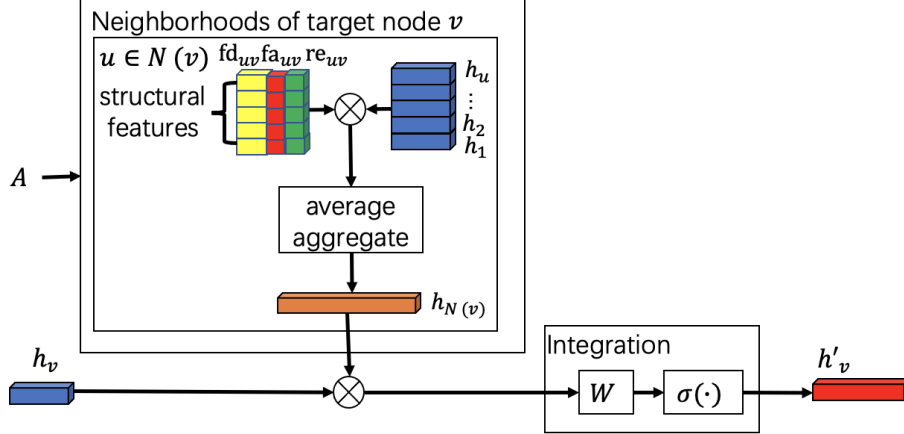 Neighborhoods of target node v
u ∈ N (v) fd_uv fa_uv re_uv
structural
features
h_u
⋮
h_2
h_1
A
average
aggregate
h_N (v)
h_v
Integration
W
σ(·)
h'_v